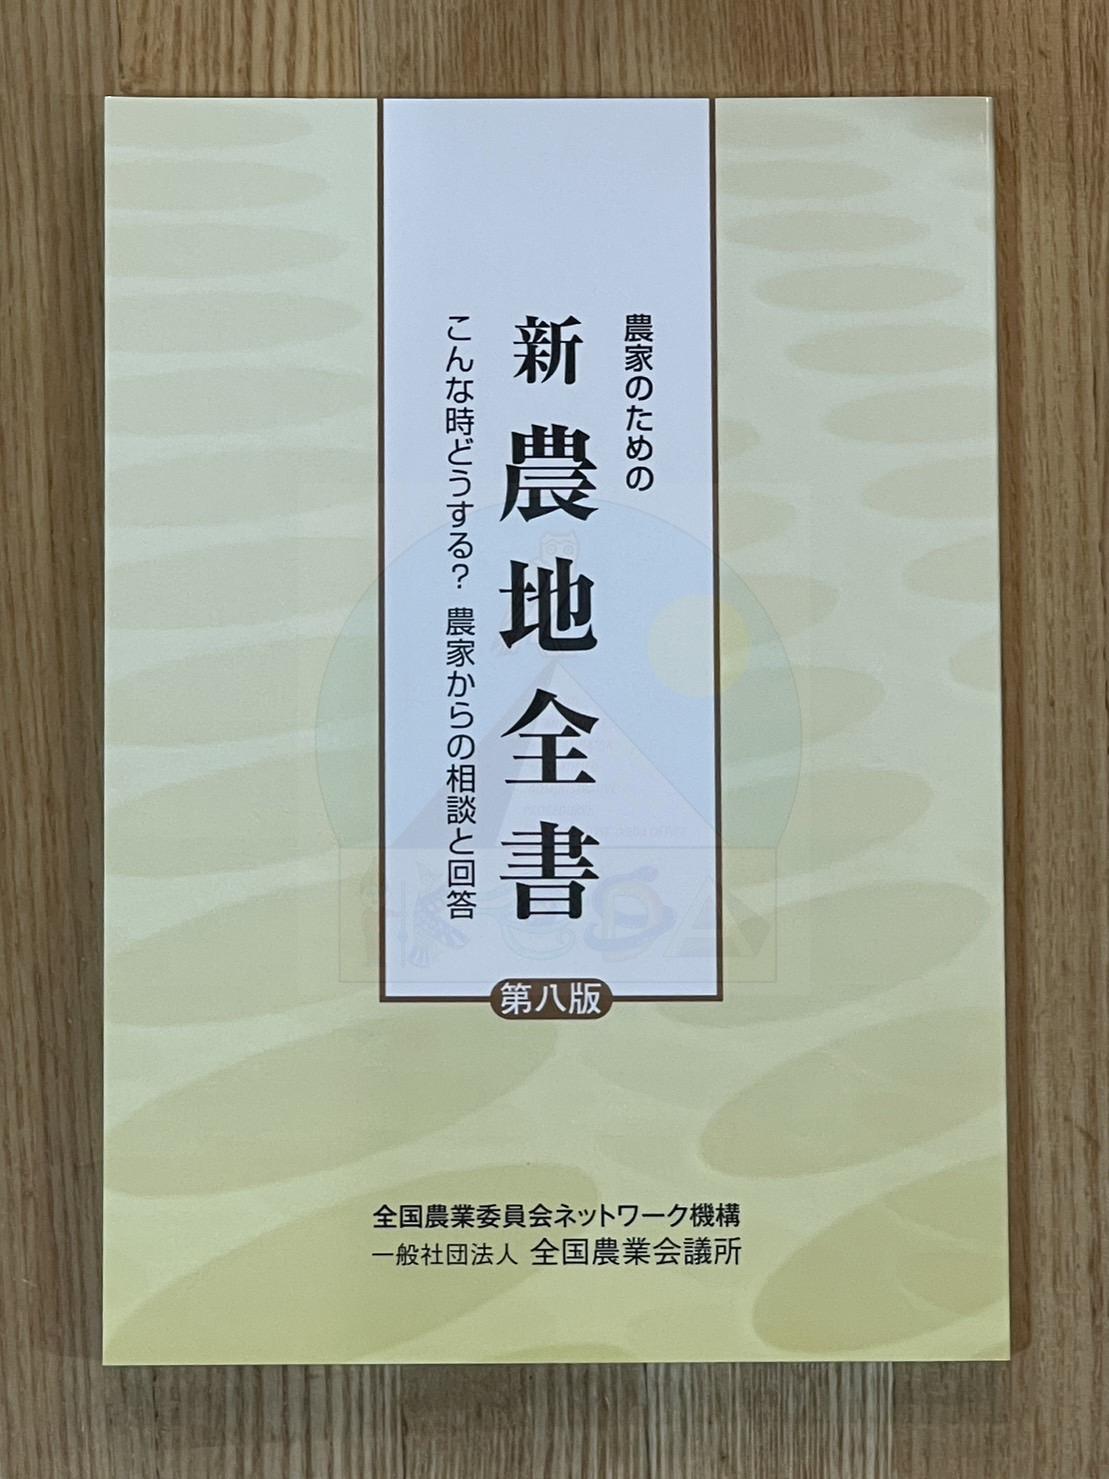 農家のための
新 農地全書
こんな時どうする？ 農家からの相談と回答
第八版
全国農業委員会ネットワーク機構
一般社団法人 全国農業会議所